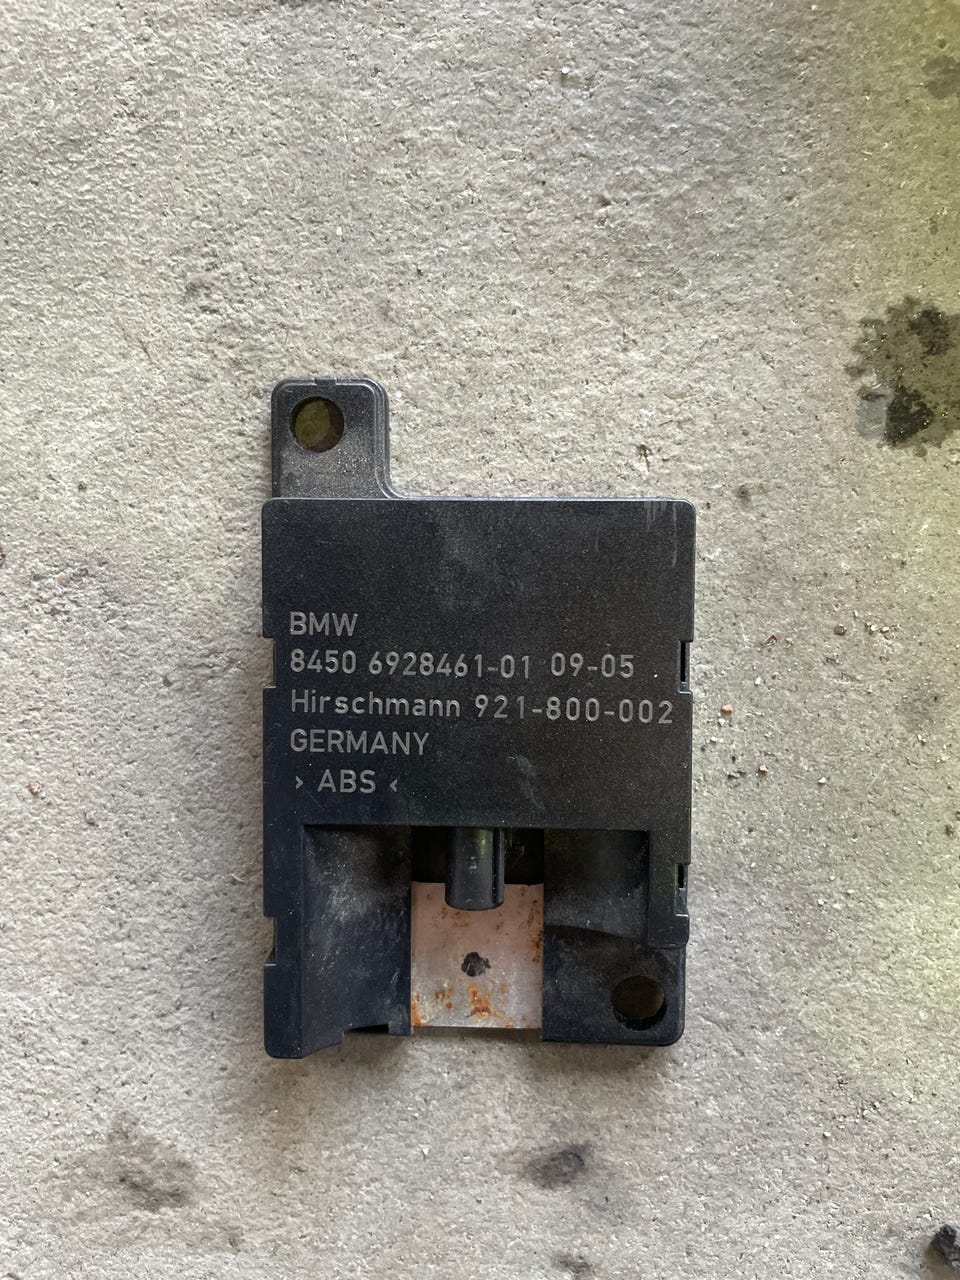 BMW
8450 6928461-01 09-05
Hirschmann 921-800-002
GERMANY
› ABS ‹